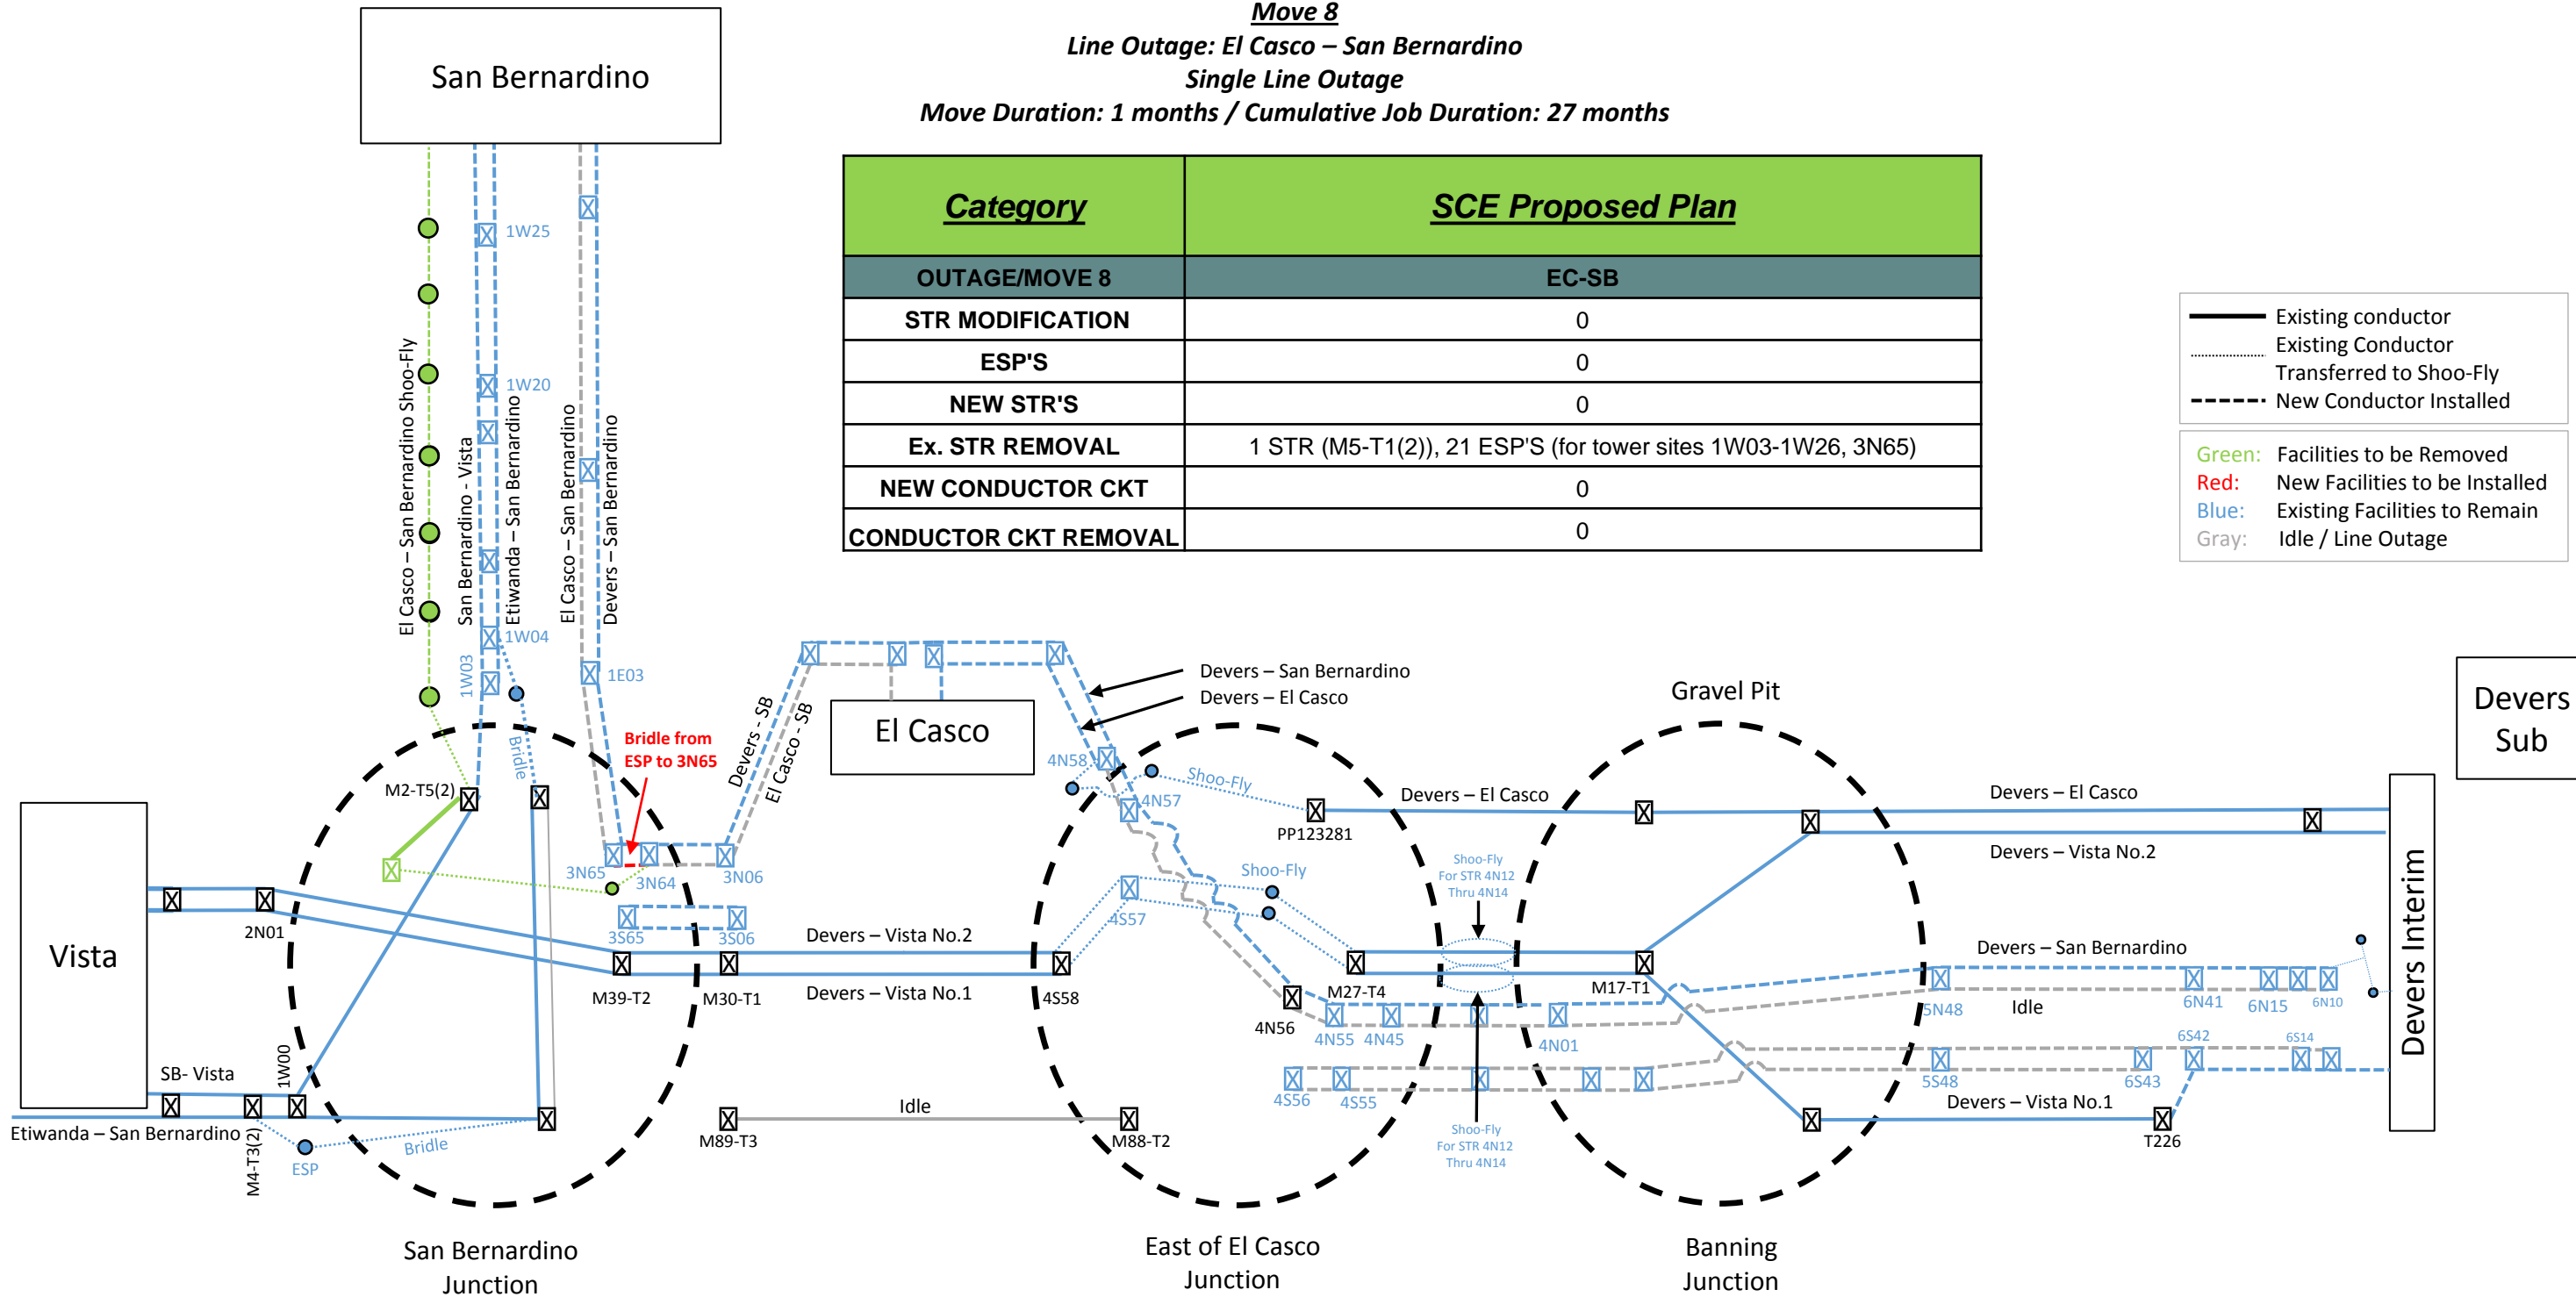 Move 8
Line Outage: El Casco – San Bernardino
Single Line Outage
Move Duration: 1 months / Cumulative Job Duration: 27 months
Category
SCE Proposed Plan
OUTAGE/MOVE 8
EC-SB
STR MODIFICATION
0
ESP'S
0
NEW STR'S
0
Ex. STR REMOVAL
1 STR (M5-T1(2)), 21 ESP'S (for tower sites 1W03-1W26, 3N65)
NEW CONDUCTOR CKT
0
CONDUCTOR CKT REMOVAL
0
Existing conductor
Existing Conductor
Transferred to Shoo-Fly
New Conductor Installed
Green: Facilities to be Removed
Red: New Facilities to be Installed
Blue: Existing Facilities to Remain
Gray: Idle / Line Outage
San Bernardino
1W25
1W20
1W04
1W03
1E03
El Casco – San Bernardino Shoo-Fly
San Bernardino - Vista
Etiwanda – San Bernardino
El Casco – San Bernardino
Devers – San Bernardino
Bridle
Bridle from
ESP to 3N65
M2-T5(2)
3N65
3N64
3N06
3S65
3S06
Devers - SB
El Casco - SB
El Casco
Devers – San Bernardino
Devers – El Casco
4N58
4N57
Shoo-Fly
PP123281
Devers – El Casco
Gravel Pit
Devers – El Casco
Devers – Vista No.2
Devers
Sub
Devers Interim
Vista
2N01
M39-T2
M30-T1
Devers – Vista No.2
Devers – Vista No.1
4S58
4S57
Shoo-Fly
M27-T4
Shoo-Fly
For STR 4N12
Thru 4N14
M17-T1
4N56
4N55
4N45
4N01
Devers – San Bernardino
Idle
5N48
6N41
6N15
6N10
4S56
4S55
5S48
6S43
6S42
6S14
Devers – Vista No.1
T226
Shoo-Fly
For STR 4N12
Thru 4N14
SB- Vista
1W00
Etiwanda – San Bernardino
M4-T3(2)
ESP
Bridle
M89-T3
Idle
M88-T2
San Bernardino
Junction
East of El Casco
Junction
Banning
Junction